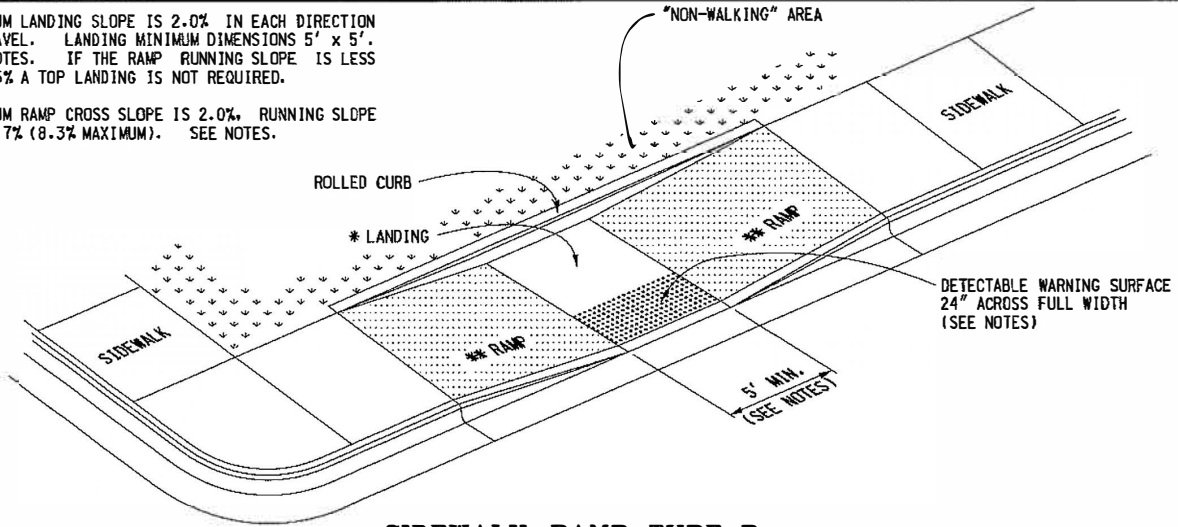 UM LANDING SLOPE IS 2.0% IN EACH DIRECTION
AVEL. LANDING MINIMUM DIMENSIONS 5' x 5'.
OTES. IF THE RAMP RUNNING SLOPE IS LESS
5% A TOP LANDING IS NOT REQUIRED.
UM RAMP CROSS SLOPE IS 2.0%, RUNNING SLOPE
7% (8.3% MAXIMUM). SEE NOTES.
"NON-WALKING" AREA
SIDEWALK
ROLLED CURB
* LANDING
** RAMP
DETECTABLE WARNING SURFACE
24" ACROSS FULL WIDTH
(SEE NOTES)
SIDEWALK
** RAMP
5' MIN.
(SEE NOTES)